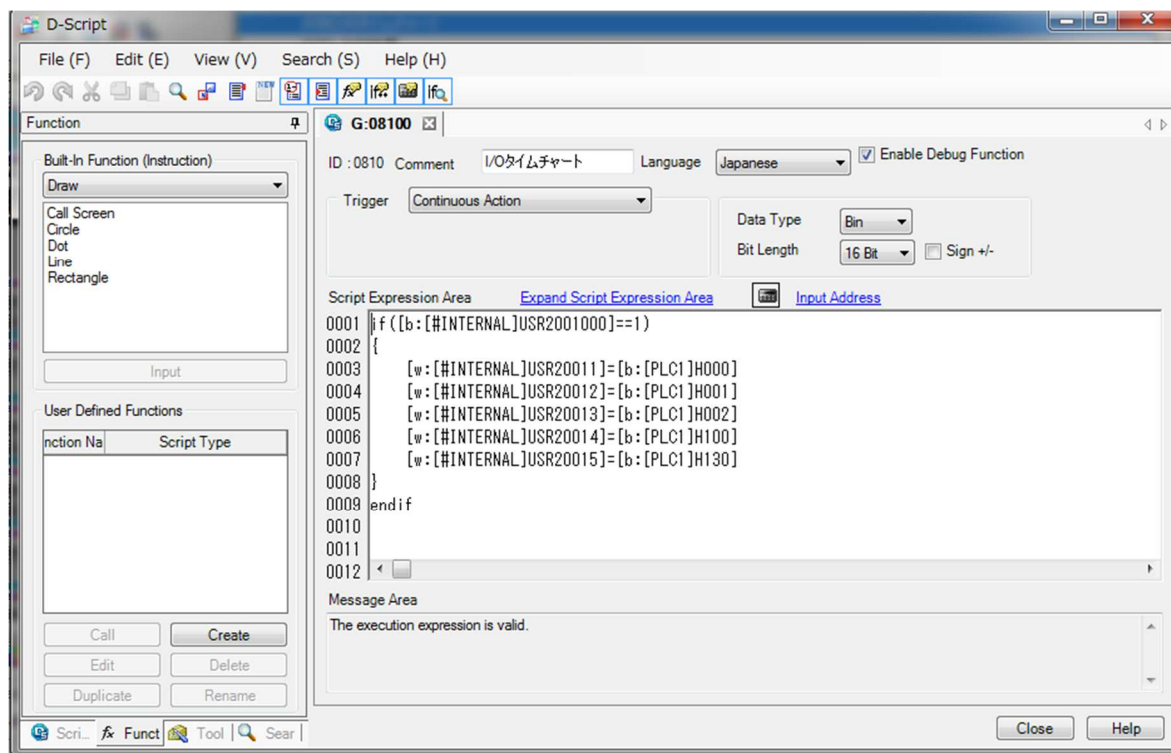 D-Script
File (F) Edit (E) View (V) Search (S) Help (H)
NEW
Function
Built-In Function (Instruction)
Draw
Call Screen
Circle
Dot
Line
Rectangle
Input
User Defined Functions
nction Na Script Type
Call Create
Edit Delete
Duplicate Rename
Scri... fx Funct Tool Sear
G:08100
ID : 0810 Comment I/Oタイムチャート Language Japanese Enable Debug Function
Trigger Continuous Action
Data Type Bin
Bit Length 16 Bit Sign +/-
Script Expression Area Expand Script Expression Area Input Address
0001 if([b:[#INTERNAL]USR2001000]==1)
0002 {
0003 [w:[#INTERNAL]USR20011]=[b:[PLC1]H000]
0004 [w:[#INTERNAL]USR20012]=[b:[PLC1]H001]
0005 [w:[#INTERNAL]USR20013]=[b:[PLC1]H002]
0006 [w:[#INTERNAL]USR20014]=[b:[PLC1]H100]
0007 [w:[#INTERNAL]USR20015]=[b:[PLC1]H130]
0008 }
0009 endif
0010
0011
0012
Message Area
The execution expression is valid.
Close Help